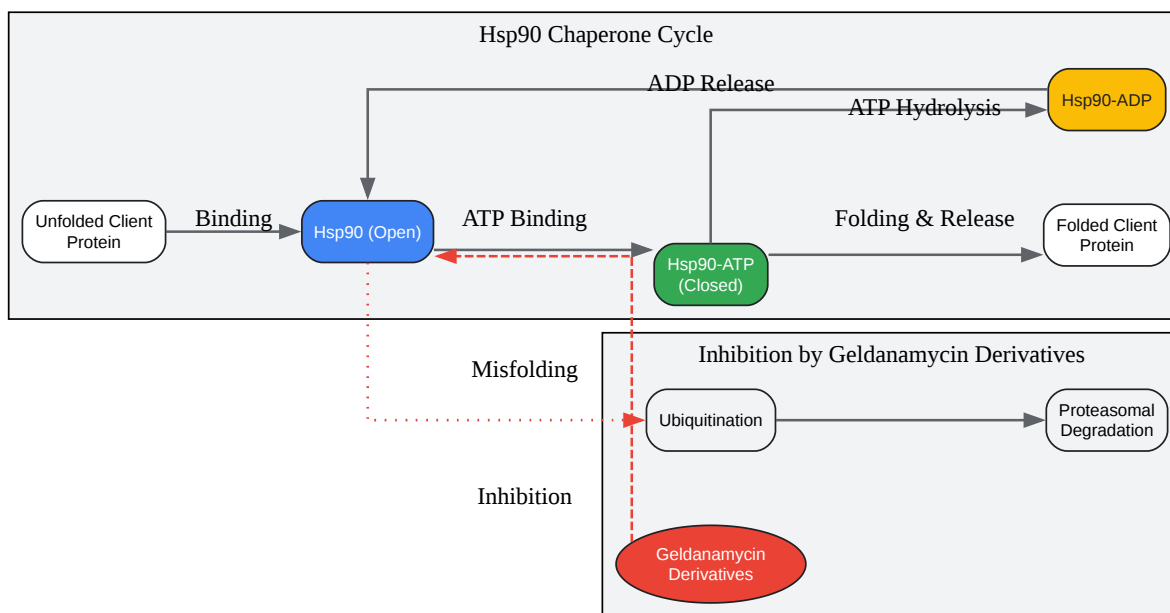 Hsp90 Chaperone Cycle
ADP Release
Hsp90-ADP
ATP Hydrolysis
Unfolded Client
Protein
Binding
Hsp90 (Open)
ATP Binding
Hsp90-ATP
(Closed)
Folding & Release
Folded Client
Protein
Inhibition by Geldanamycin Derivatives
Misfolding
Ubiquitination
Proteasomal
Degradation
Inhibition
Geldanamycin
Derivatives